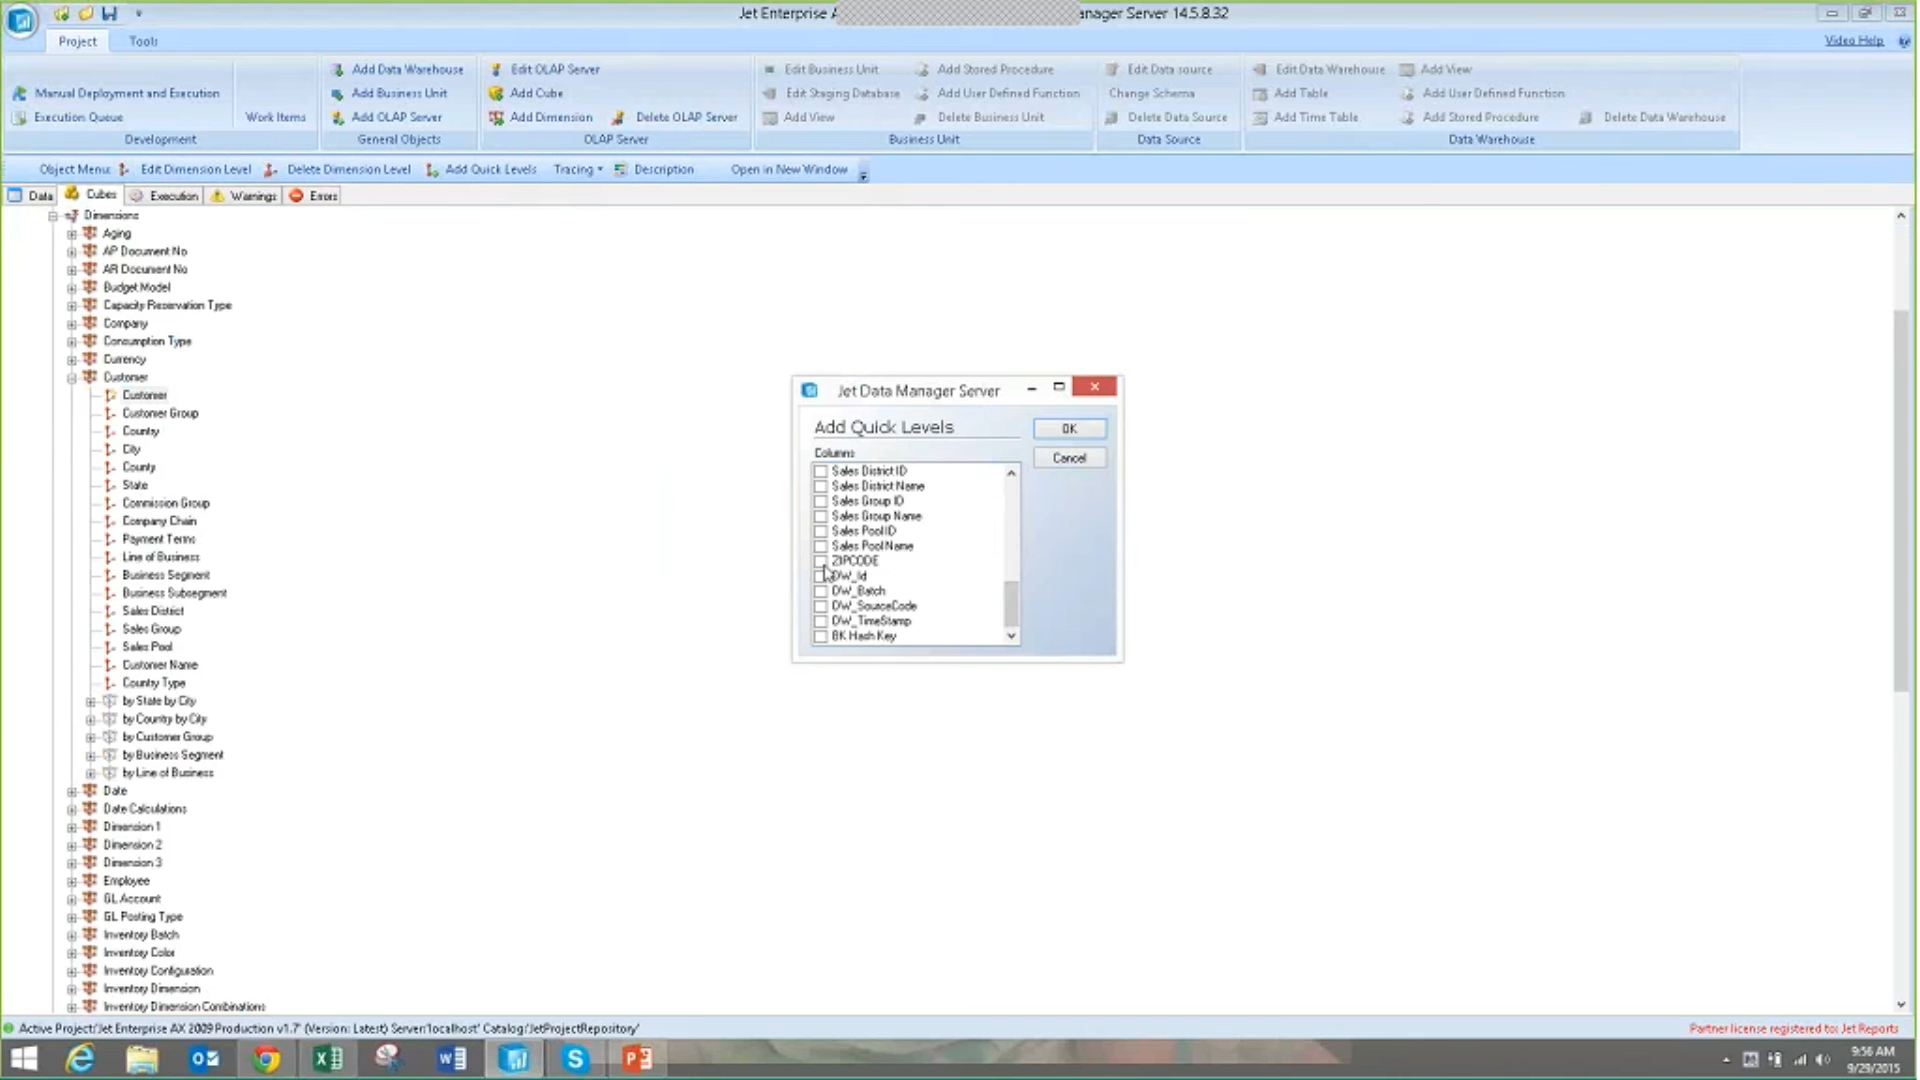 Jet Enterprise A anager Server 14.5.8.32
Project Tools Video Help
Manual Deployment and Execution
Execution Queue
Work Items
Development
Add Data Warehouse
Add Business Unit
Add OLAP Server
General Objects
Edit OLAP Server
Add Cube
Add Dimension
Delete OLAP Server
OLAP Server
Edit Business Unit
Edit Staging Database
Add View
Add Stored Procedure
Add User Defined Function
Delete Business Unit
Business Unit
Edit Data source
Change Schema
Delete Data Source
Data Source
Edit Data Warehouse
Add Table
Add Time Table
Add View
Add User Defined Function
Add Stored Procedure
Delete Data Warehouse
Data Warehouse
Object Menu: Edit Dimension Level Delete Dimension Level Add Quick Levels Tracing Description Open in New Window
Data Cubes Execution Warnings Errors
Dimensions
Aging
AP Document No
AR Document No
Budget Model
Capacity Reservation Type
Company
Consumption Type
Currency
Customer
Customer
Customer Group
Country
City
County
State
Commission Group
Company Chain
Payment Terms
Line of Business
Business Segment
Business Subsegment
Sales District
Sales Group
Sales Pool
Customer Name
Country Type
by State by City
by Country by City
by Customer Group
by Business Segment
by Line of Business
Date
Date Calculations
Dimension 1
Dimension 2
Dimension 3
Employee
GL Account
GL Posting Type
Inventory Batch
Inventory Color
Inventory Configuration
Inventory Dimension
Inventory Dimension Combinations
Jet Data Manager Server
Add Quick Levels
OK
Cancel
Columns
Sales District ID
Sales District Name
Sales Group ID
Sales Group Name
Sales Pool ID
Sales Pool Name
ZIPCODE
DW_Id
DW_Batch
DW_SourceCode
DW_TimeStamp
BK Hash Key
Active Project:'Jet Enterprise AX 2009 Production v1.7' (Version: Latest) Server:'localhost' Catalog:'JetProjectRepository'
Partner license registered to: Jet Reports
9:56 AM
9/29/2015